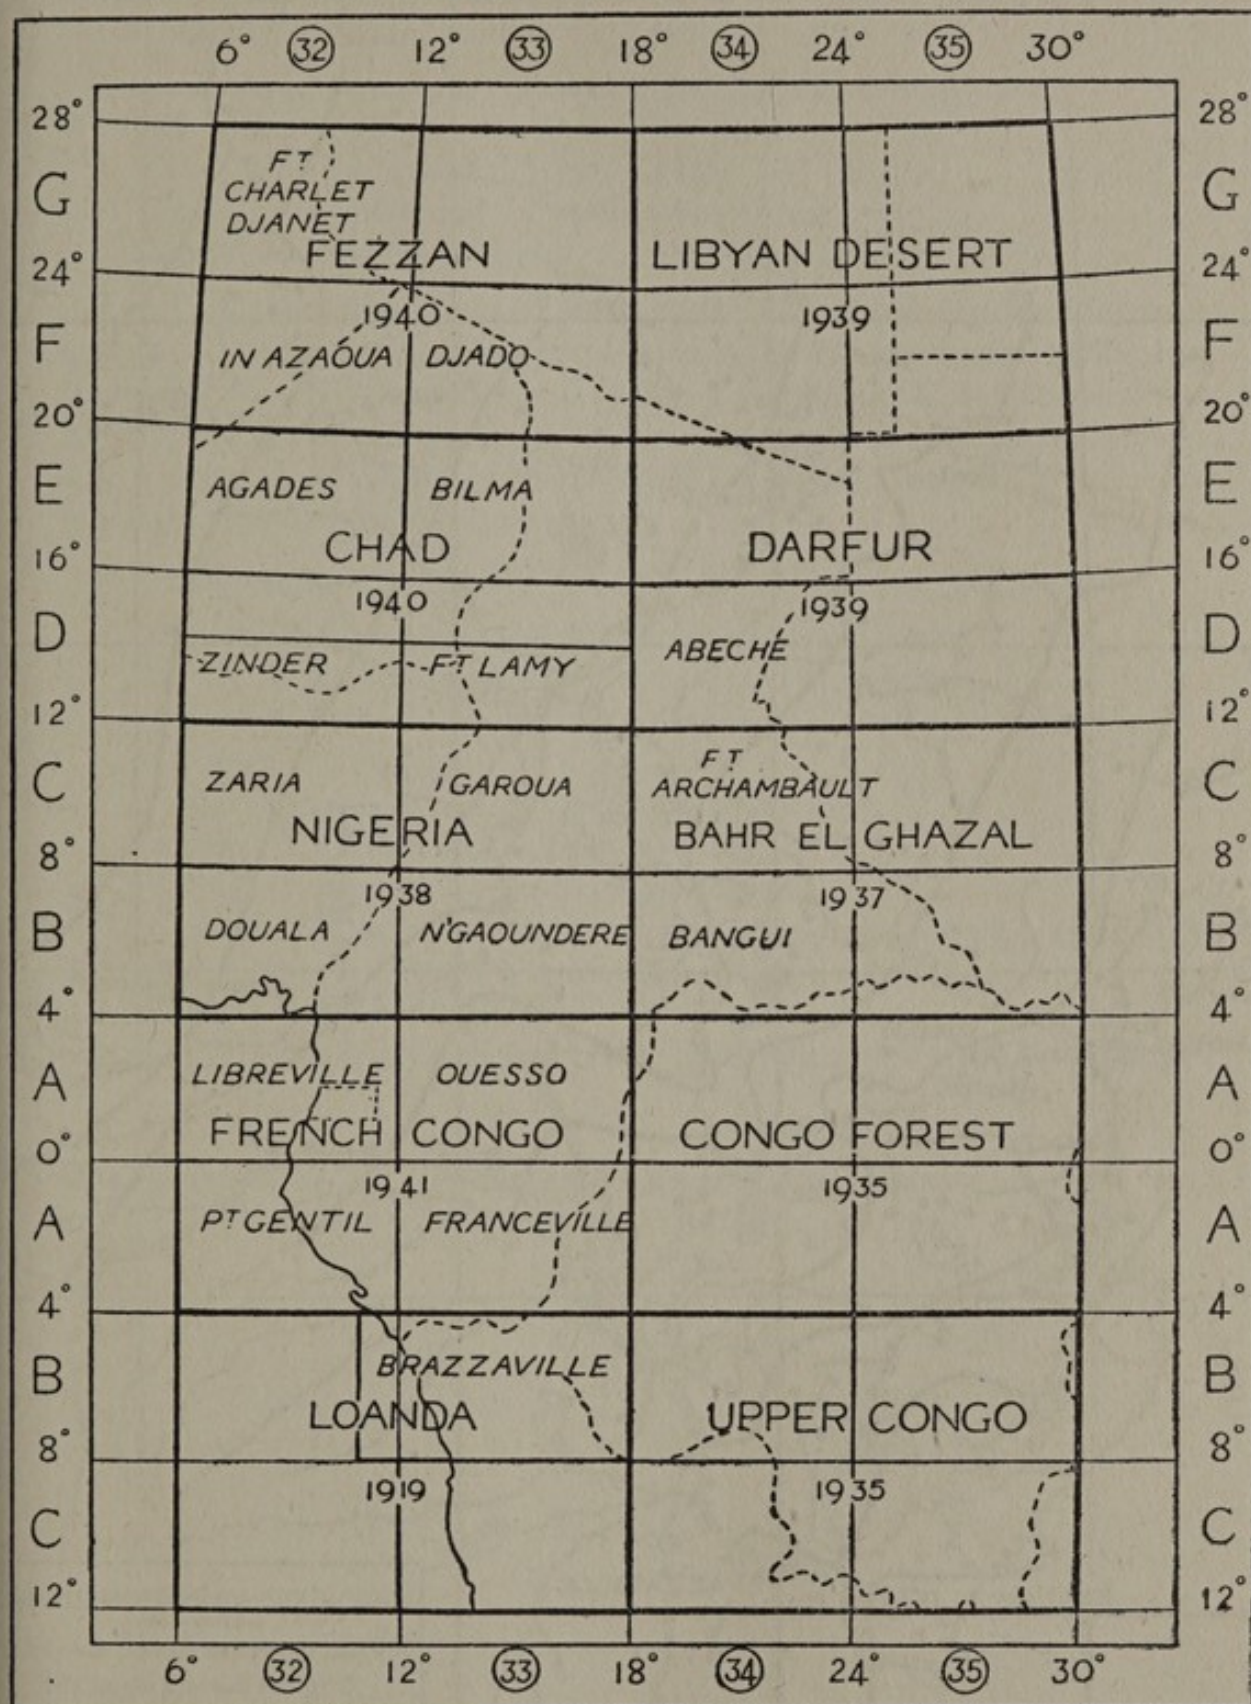 6° 32 12° 33 18° 34 24° 35 30°
28° 28°
FT
G CHARLET G
DJANET
FEZZAN LIBYAN DESERT
24° 24°
1940 1939
F F
IN AZAOUA DJADO
20° 20°
E AGADES BILMA E
CHAD DARFUR
16° 16°
1940 1939
D D
ABECHE
ZINDER FT LAMY
12° 12°
FT
C ZARIA GAROUA ARCHAMBAULT C
NIGERIA BAHR EL GHAZAL
8° 8°
1938 1937
B DOUALA N'GAOUNDERE BANGUI B
4° 4°
A LIBREVILLE OUESSO A
FRENCH CONGO CONGO FOREST
0° 0°
1941 1935
A PT GENTIL FRANCEVILLE A
4° 4°
B BRAZZAVILLE B
LOANDA UPPER CONGO
8° 8°
1919 1935
C C
12° 12°
6° 32 12° 33 18° 34 24° 35 30°